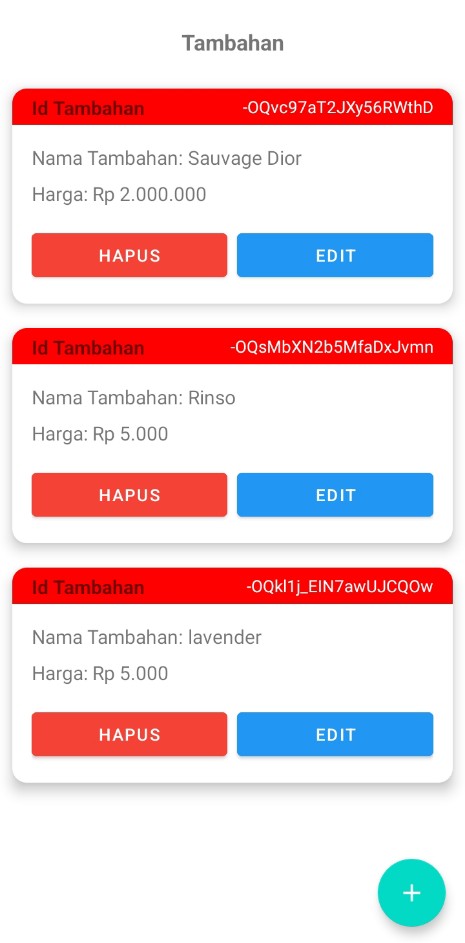 Tambahan
Id Tambahan -OQvc97aT2JXy56RWthD
Nama Tambahan: Sauvage Dior
Harga: Rp 2.000.000
HAPUS EDIT
Id Tambahan -OQsMbXN2b5MfaDxJvmn
Nama Tambahan: Rinso
Harga: Rp 5.000
HAPUS EDIT
Id Tambahan -OQkl1j_EIN7awUJCQOw
Nama Tambahan: lavender
Harga: Rp 5.000
HAPUS EDIT
+